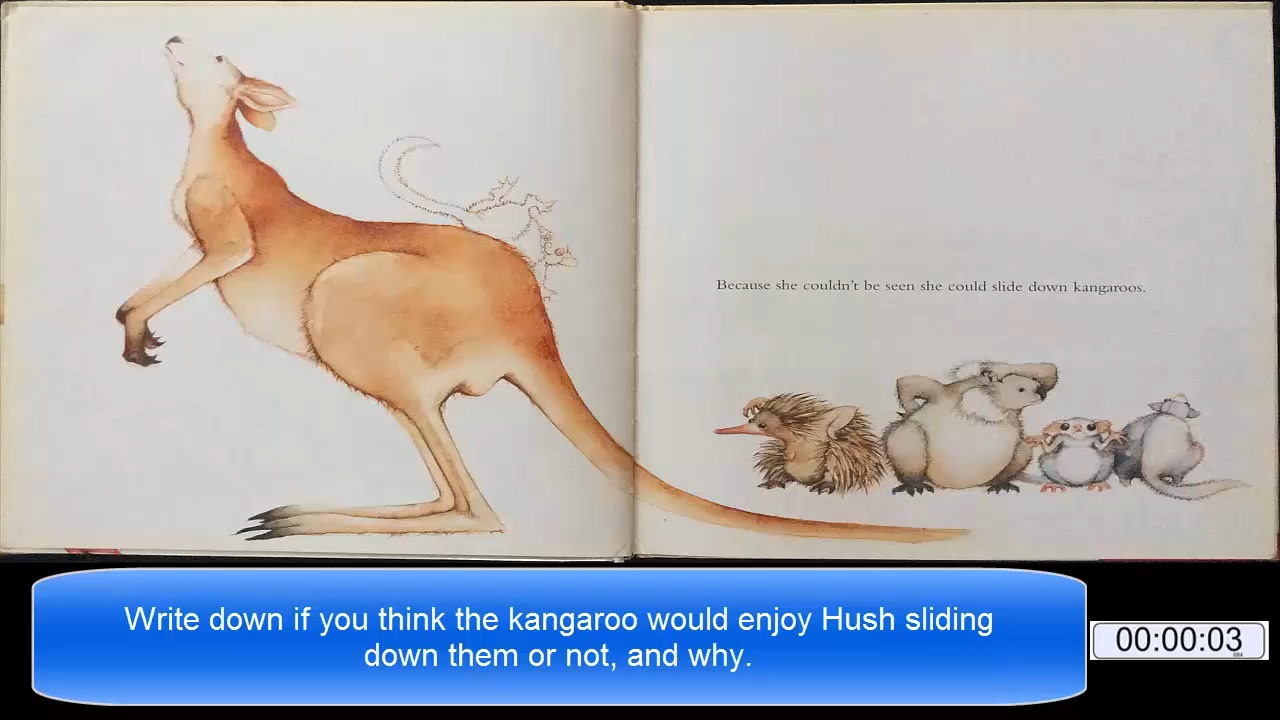 Because she couldn't be seen she could slide down kangaroos.
Write down if you think the kangaroo would enjoy Hush sliding
down them or not, and why.
00:00:03
684